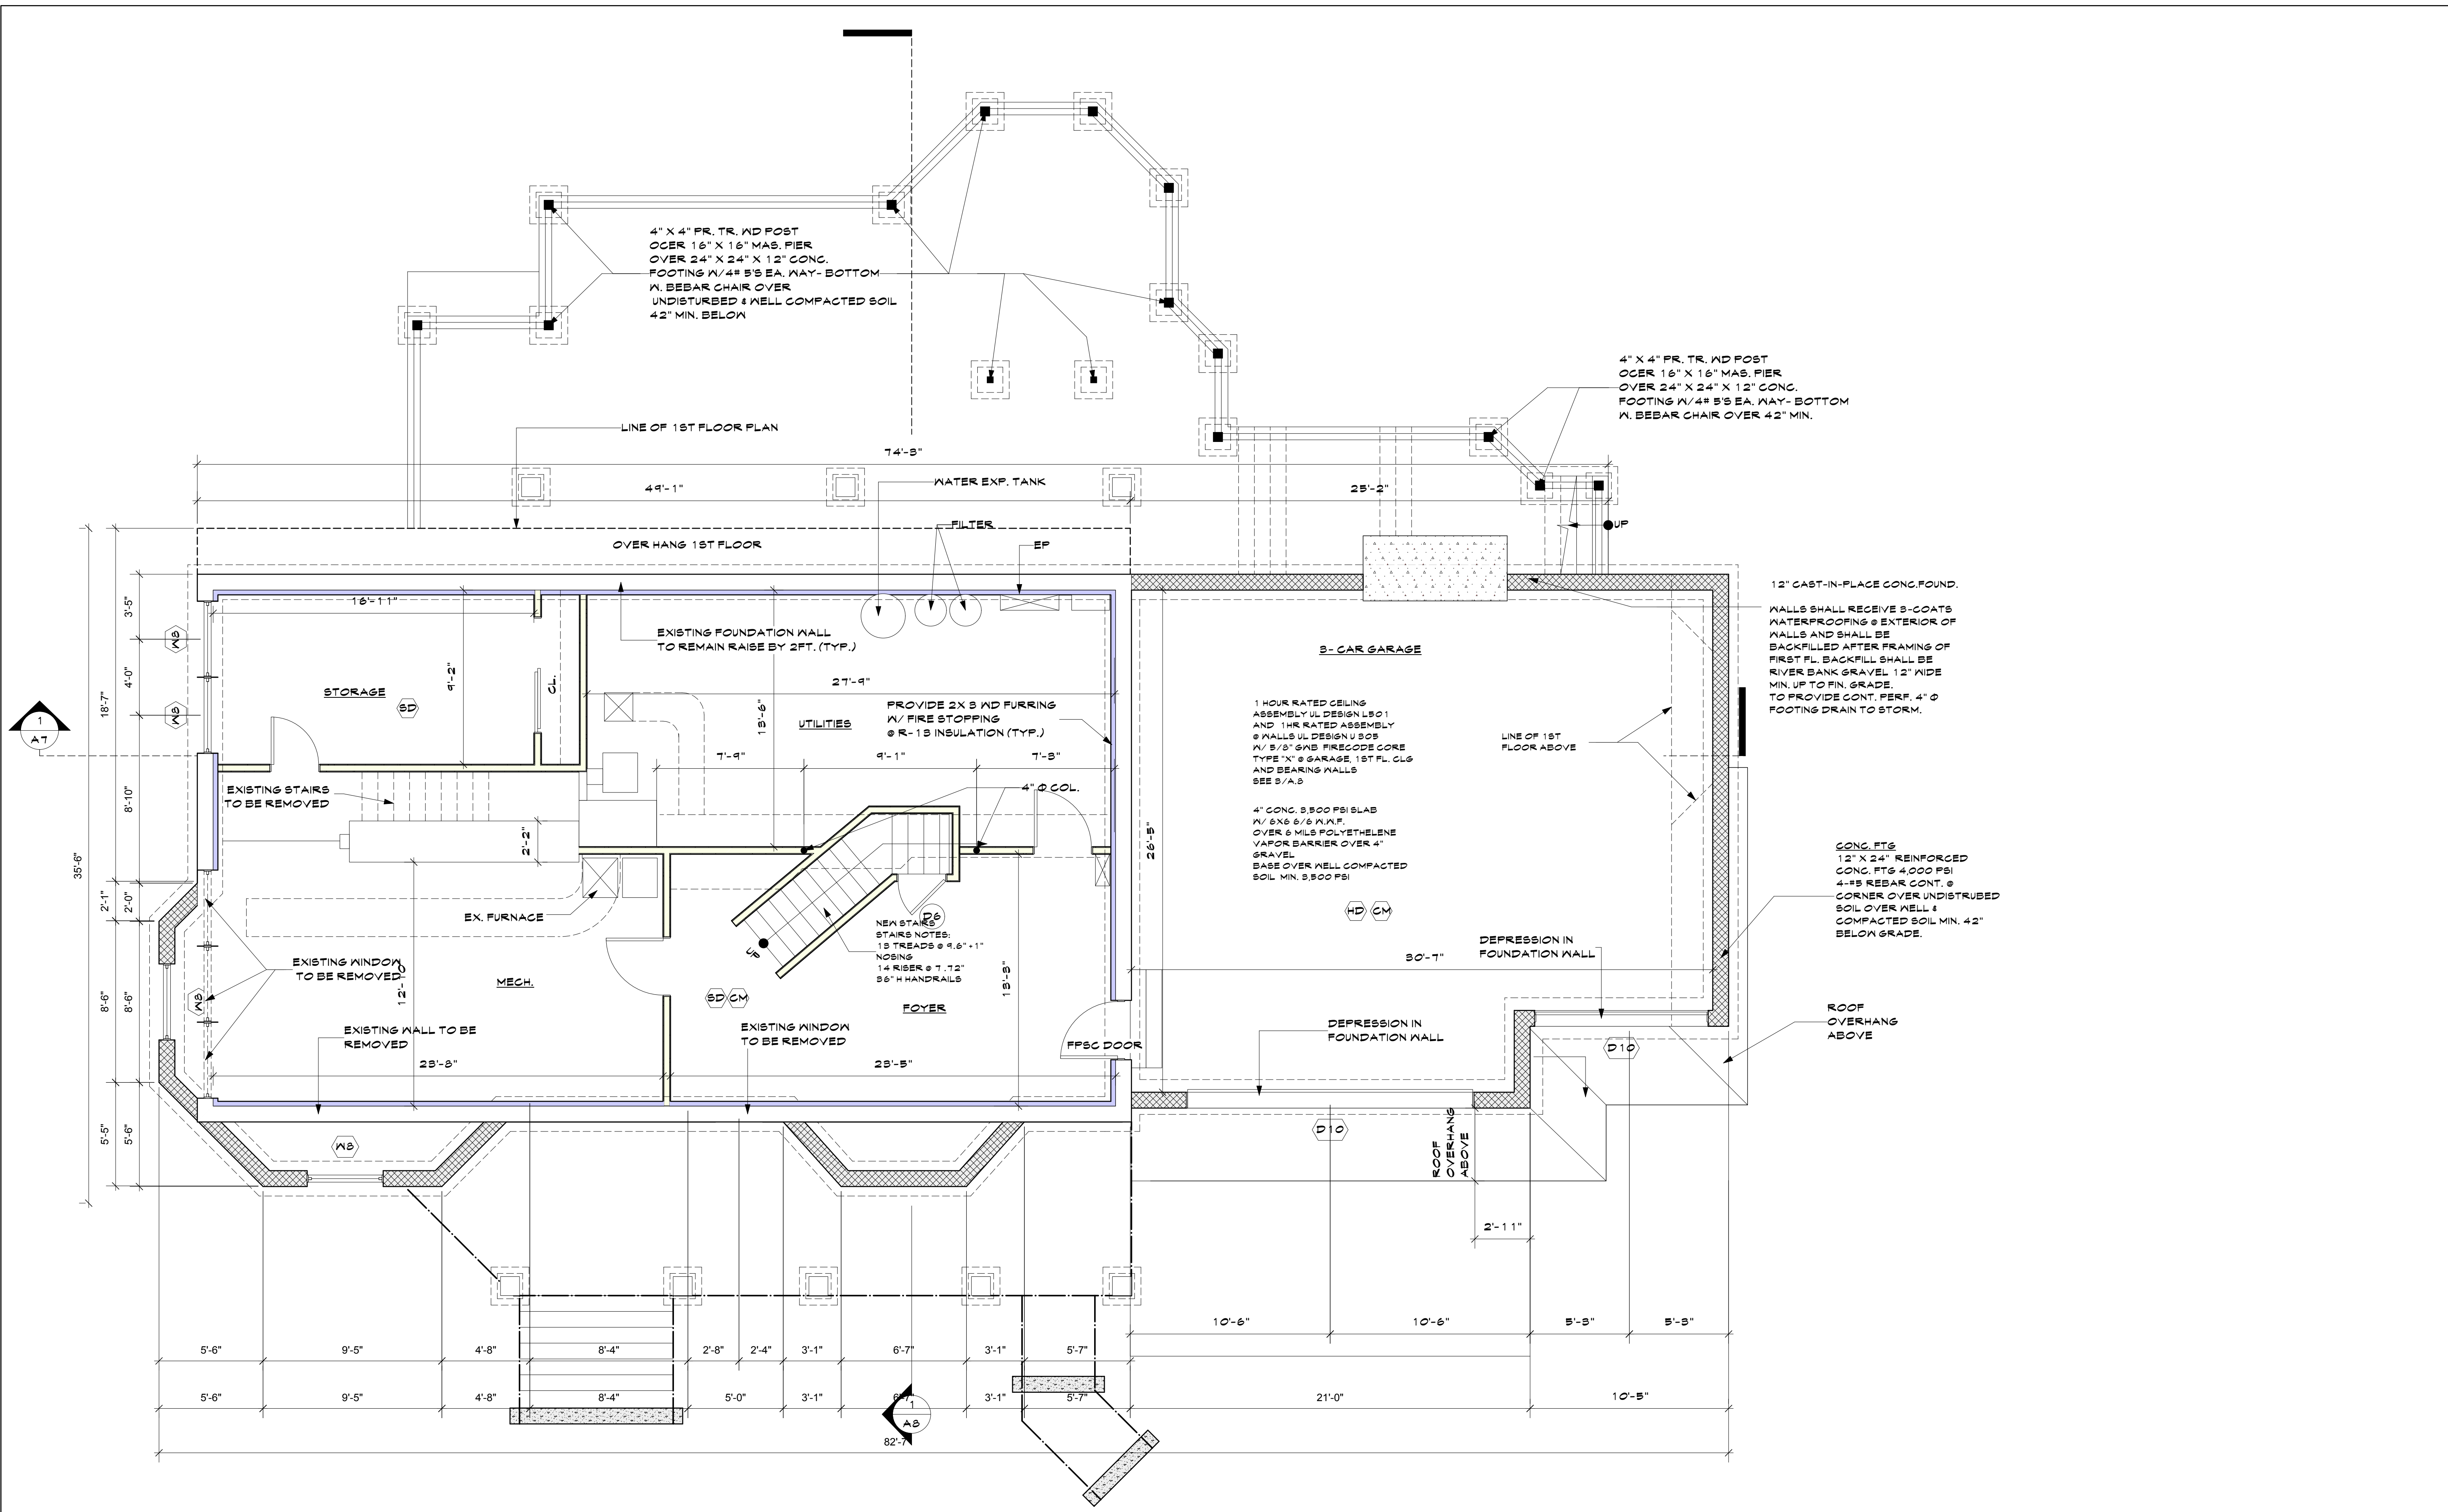 4" X 4" PR. TR. WD POST
OCER 16" X 16" MAS. PIER
OVER 24" X 24" X 12" CONC.
FOOTING W/4# 5'S EA. WAY- BOTTOM
W. BEBAR CHAIR OVER
UNDISTURBED & WELL COMPACTED SOIL
42" MIN. BELOW
4" X 4" PR. TR. WD POST
OCER 16" X 16" MAS. PIER
OVER 24" X 24" X 12" CONC.
FOOTING W/4# 5'S EA. WAY- BOTTOM
W. BEBAR CHAIR OVER 42" MIN.
LINE OF 1ST FLOOR PLAN
74'-3"
49'-1"
WATER EXP. TANK
25'-2"
FILTER
UP
OVER HANG 1ST FLOOR
EP
12" CAST-IN-PLACE CONC.FOUND.
WALLS SHALL RECEIVE 3-COATS
WATERPROOFING @ EXTERIOR OF
WALLS AND SHALL BE
BACKFILLED AFTER FRAMING OF
FIRST FL. BACKFILL SHALL BE
RIVER BANK GRAVEL 12" WIDE
MIN. UP TO FIN. GRADE.
TO PROVIDE CONT. PERF. 4" Φ
FOOTING DRAIN TO STORM.
3'-5"
4'-0"
18'-7"
8'-10"
35'-6"
2'-1"
2'-0"
8'-6"
8'-6"
5'-5"
5'-6"
W8
W8
1
A7
16'-11"
STORAGE
SD
9'-2"
CL.
EXISTING FOUNDATION WALL
TO REMAIN RAISE BY 2FT. (TYP.)
27'-9"
13'-6"
UTILITIES
PROVIDE 2X 3 WD FURRING
W/ FIRE STOPPING
@ R-13 INSULATION (TYP.)
7'-9"
9'-1"
7'-3"
4" Φ COL.
EXISTING STAIRS
TO BE REMOVED
2'-2"
EX. FURNACE
UP
D6
NEW STAIRS
STAIRS NOTES:
13 TREADS @ 9.6" +1"
NOSING
14 RISER @ 7.72"
36" H HANDRAILS
EXISTING WINDOW
TO BE REMOVED
W8
12'-10"
MECH.
SD
CM
FOYER
13'-3"
EXISTING WALL TO BE
REMOVED
EXISTING WINDOW
TO BE REMOVED
FPSC DOOR
23'-8"
23'-5"
W8
3- CAR GARAGE
1 HOUR RATED CEILING
ASSEMBLY UL DESIGN L501
AND 1HR RATED ASSEMBLY
@ WALLS UL DESIGN U 305
W/ 5/8" GWB FIRECODE CORE
TYPE "X" @ GARAGE, 1ST FL. CLG
AND BEARING WALLS
SEE 3/A.8
4" CONC. 3,500 PSI SLAB
W/ 6X6 6/6 W.W.F.
OVER 6 MILS POLYETHELENE
VAPOR BARRIER OVER 4"
GRAVEL
BASE OVER WELL COMPACTED
SOIL MIN. 3,500 PSI
LINE OF 1ST
FLOOR ABOVE
26'-5"
HD
CM
DEPRESSION IN
FOUNDATION WALL
30'-7"
DEPRESSION IN
FOUNDATION WALL
CONC. FTG
12" X 24" REINFORCED
CONC. FTG 4,000 PSI
4-#5 REBAR CONT. @
CORNER OVER UNDISTRUBED
SOIL OVER WELL &
COMPACTED SOIL MIN. 42"
BELOW GRADE.
ROOF
OVERHANG
ABOVE
D10
D10
ROOF
OVERHANG
ABOVE
2'-11"
10'-6"
10'-6"
5'-3"
5'-3"
5'-6"
9'-5"
4'-8"
8'-4"
2'-8"
2'-4"
3'-1"
6'-7"
3'-1"
5'-7"
5'-6"
9'-5"
4'-8"
8'-4"
5'-0"
3'-1"
6'-7"
3'-1"
5'-7"
21'-0"
10'-5"
1
A8
82'-7"